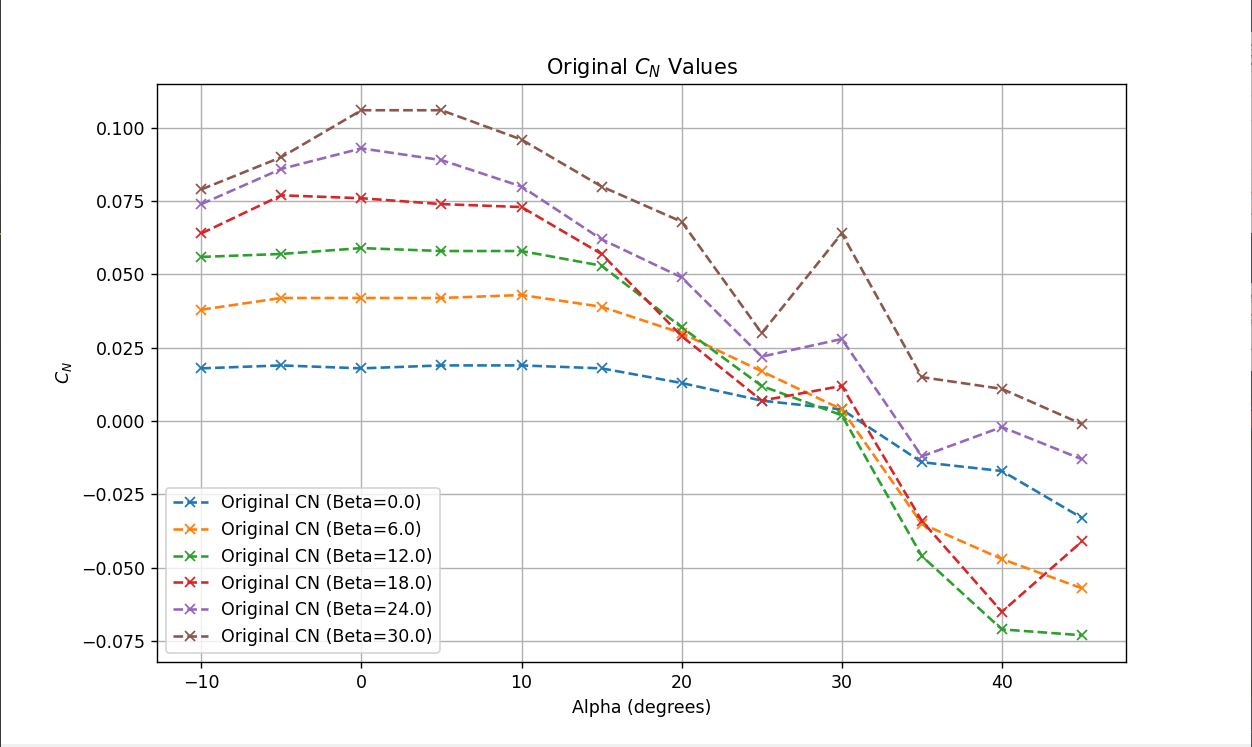 Original C_N Values
0.100
0.075
0.050
0.025
0.000
−0.025
−0.050
−0.075
C_N
Original CN (Beta=0.0)
Original CN (Beta=6.0)
Original CN (Beta=12.0)
Original CN (Beta=18.0)
Original CN (Beta=24.0)
Original CN (Beta=30.0)
−10 0 10 20 30 40
Alpha (degrees)